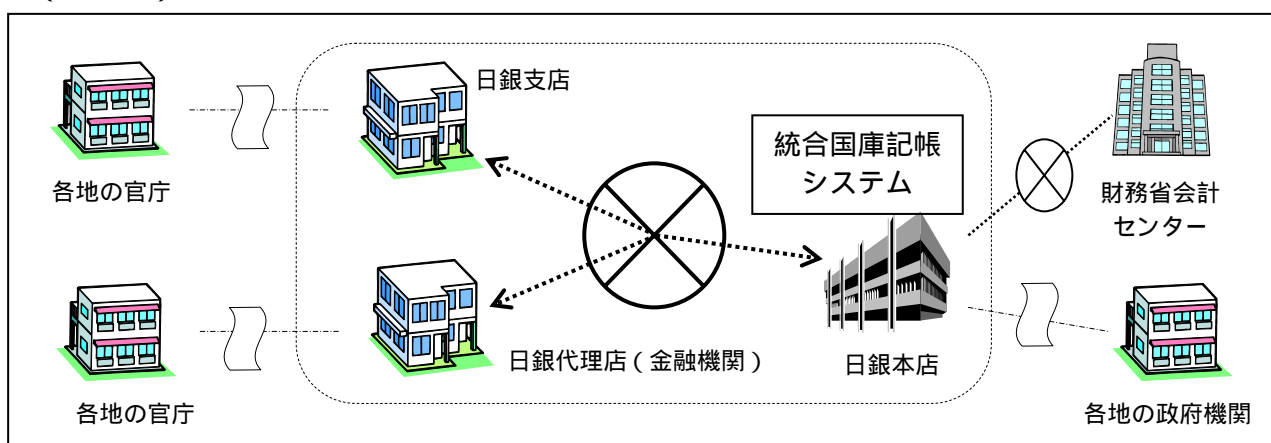 日銀支店
統合国庫記帳
システム
各地の官庁
財務省会計
センター
日銀代理店（金融機関）
日銀本店
各地の官庁
各地の政府機関